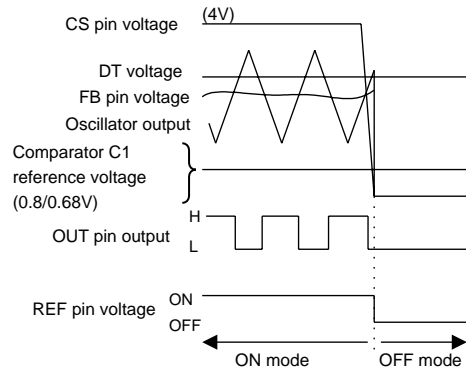 CS pin voltage
(4V)
DT voltage
FB pin voltage
Oscillator output
Comparator C1
reference voltage
(0.8/0.68V)
OUT pin output
H
L
REF pin voltage
ON
OFF
ON mode
OFF mode